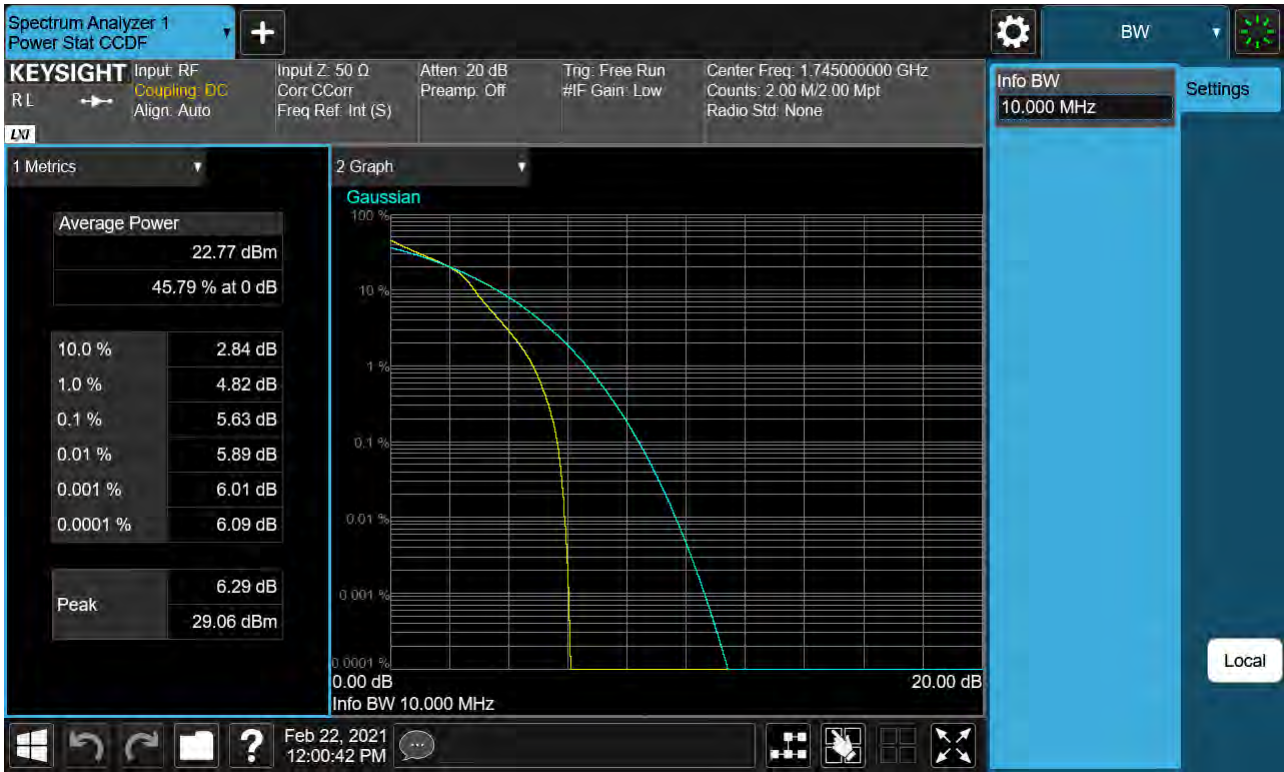 Spectrum Analyzer 1
Power Stat CCDF
+
BW
KEYSIGHT
RL
LXI
Input: RF
Coupling: DC
Align: Auto
Input Z: 50 Ω
Corr CCorr
Freq Ref: Int (S)
Atten: 20 dB
Preamp: Off
Trig: Free Run
#IF Gain: Low
Center Freq: 1.745000000 GHz
Counts: 2.00 M/2.00 Mpt
Radio Std: None
Info BW
10.000 MHz
Settings
1 Metrics
Average Power
22.77 dBm
45.79 % at 0 dB
10.0 % 2.84 dB
1.0 % 4.82 dB
0.1 % 5.63 dB
0.01 % 5.89 dB
0.001 % 6.01 dB
0.0001 % 6.09 dB
Peak
6.29 dB
29.06 dBm
2 Graph
Gaussian
100 %
10 %
1 %
0.1 %
0.01 %
0.001 %
0.0001 %
0.00 dB 20.00 dB
Info BW 10.000 MHz
Local
?
Feb 22, 2021
12:00:42 PM